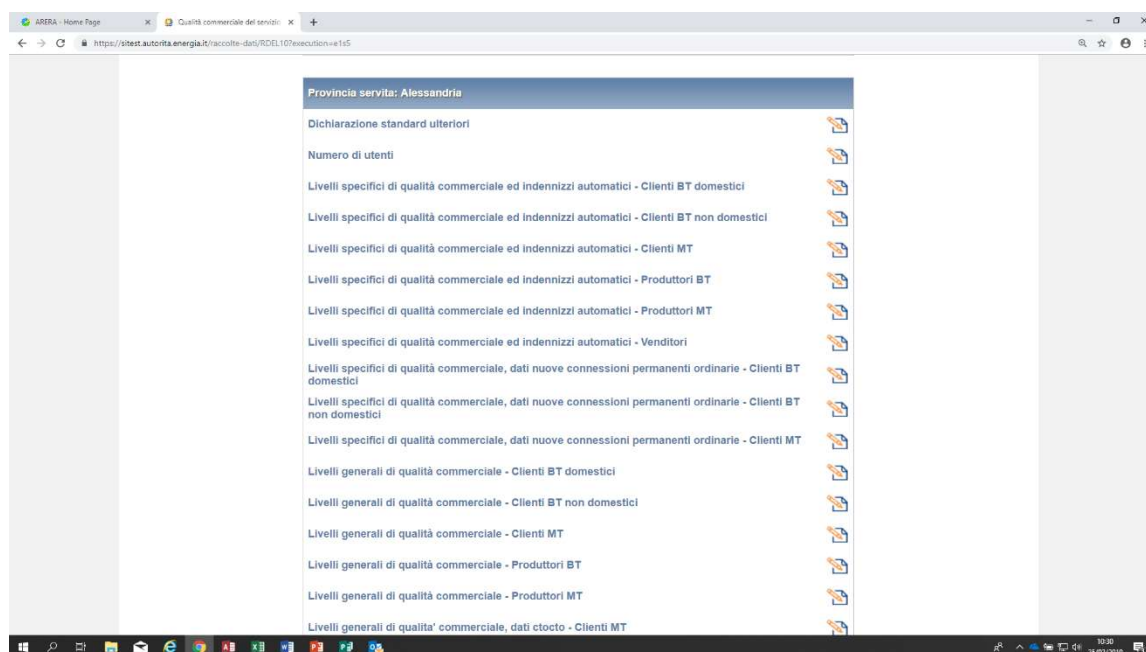 ARERA - Home Page
Qualità commerciale del servizio
https://sitest.autorita.energia.it/raccolte-dati/RDEL10?execution=e1s5
Provincia servita: Alessandria
Dichiarazione standard ulteriori
Numero di utenti
Livelli specifici di qualità commerciale ed indennizzi automatici - Clienti BT domestici
Livelli specifici di qualità commerciale ed indennizzi automatici - Clienti BT non domestici
Livelli specifici di qualità commerciale ed indennizzi automatici - Clienti MT
Livelli specifici di qualità commerciale ed indennizzi automatici - Produttori BT
Livelli specifici di qualità commerciale ed indennizzi automatici - Produttori MT
Livelli specifici di qualità commerciale ed indennizzi automatici - Venditori
Livelli specifici di qualità commerciale, dati nuove connessioni permanenti ordinarie - Clienti BT
domestici
Livelli specifici di qualità commerciale, dati nuove connessioni permanenti ordinarie - Clienti BT
non domestici
Livelli specifici di qualità commerciale, dati nuove connessioni permanenti ordinarie - Clienti MT
Livelli generali di qualità commerciale - Clienti BT domestici
Livelli generali di qualità commerciale - Clienti BT non domestici
Livelli generali di qualità commerciale - Clienti MT
Livelli generali di qualità commerciale - Produttori BT
Livelli generali di qualità commerciale - Produttori MT
Livelli generali di qualita' commerciale, dati ctocto - Clienti MT
10:30